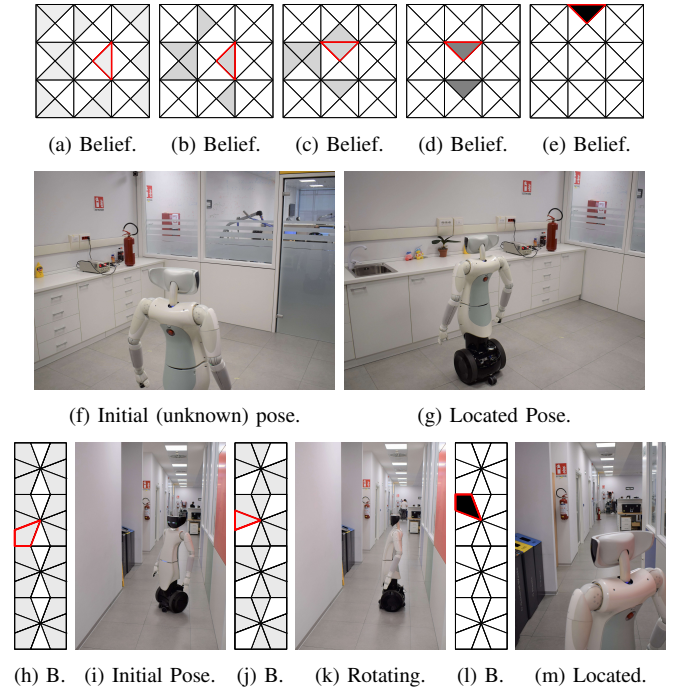 (a) Belief. (b) Belief. (c) Belief. (d) Belief. (e) Belief.
(f) Initial (unknown) pose. (g) Located Pose.
(h) B. (i) Initial Pose. (j) B. (k) Rotating. (l) B. (m) Located.